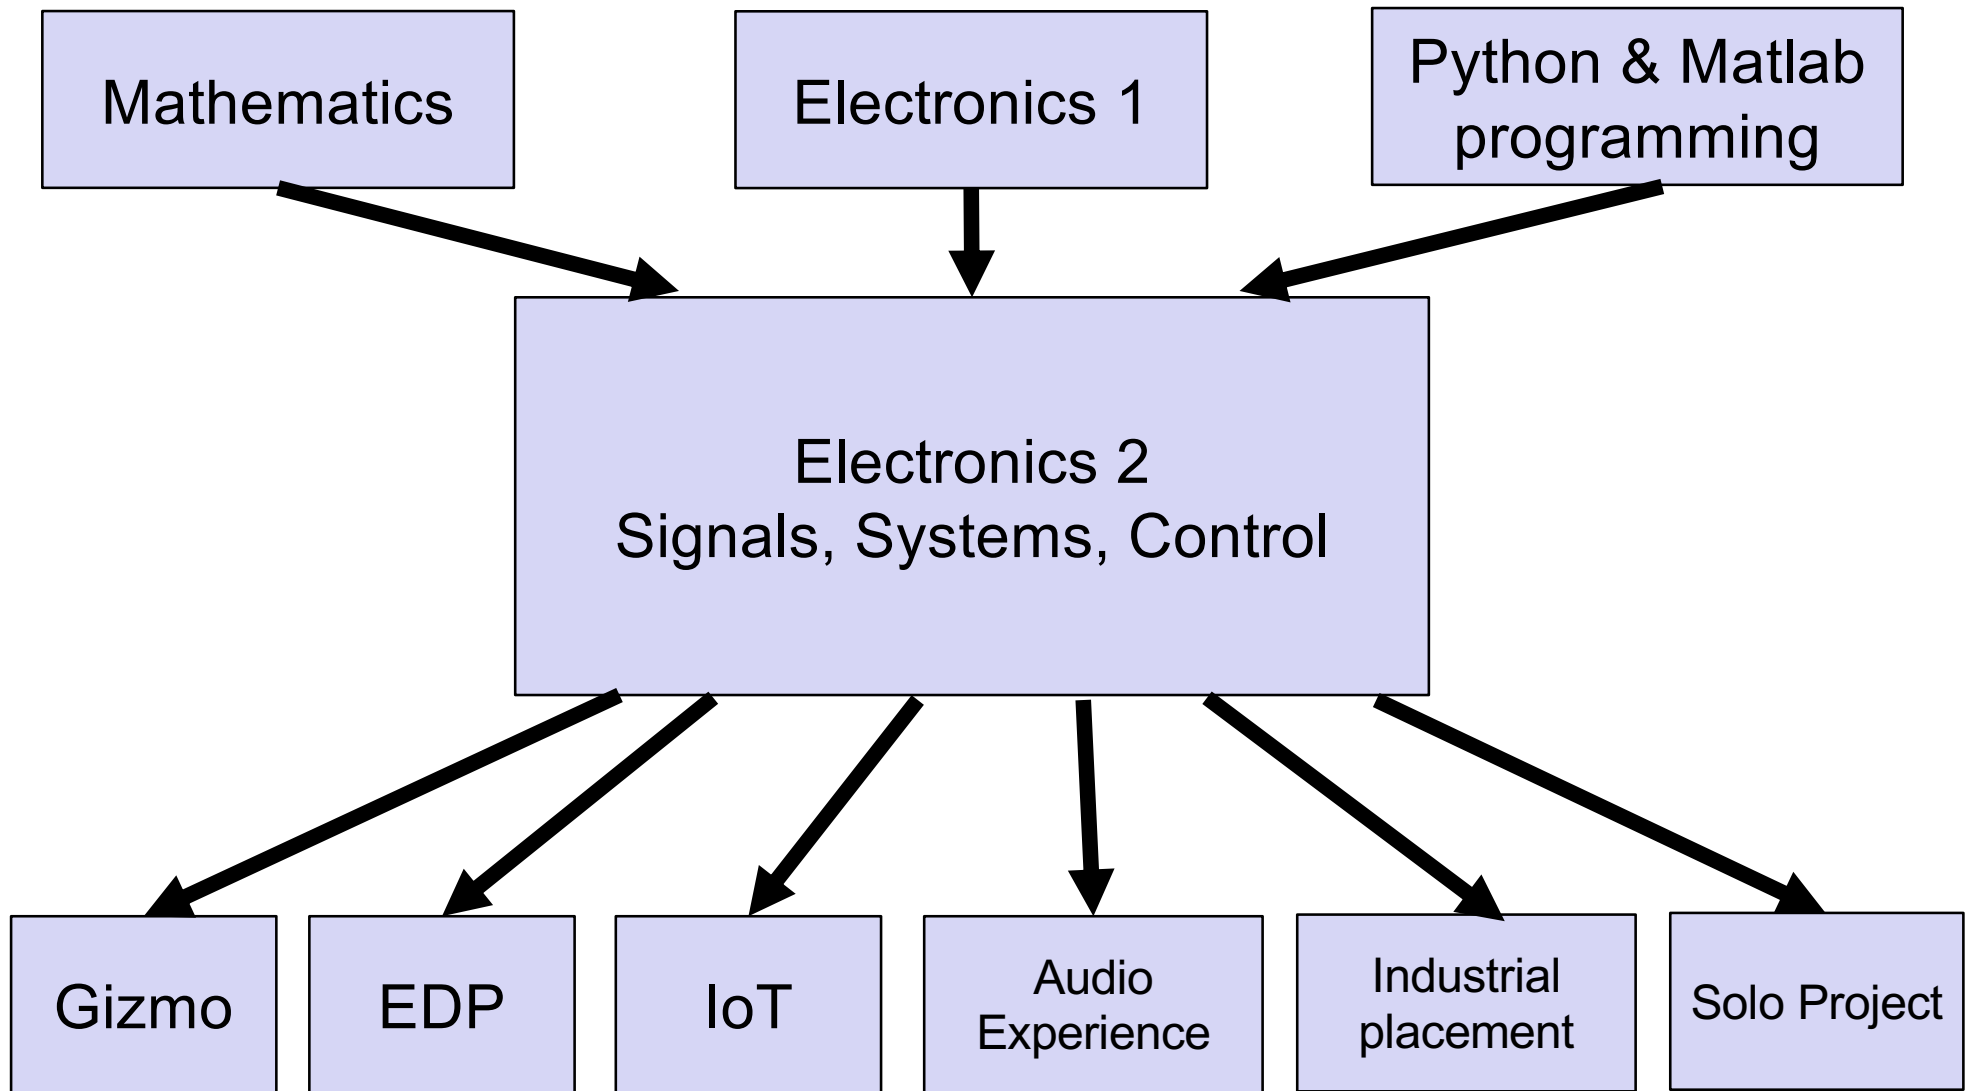 Mathematics
Electronics 1
Python & Matlab
programming
Electronics 2
Signals, Systems, Control
Gizmo
EDP
IoT
Audio
Experience
Industrial
placement
Solo Project